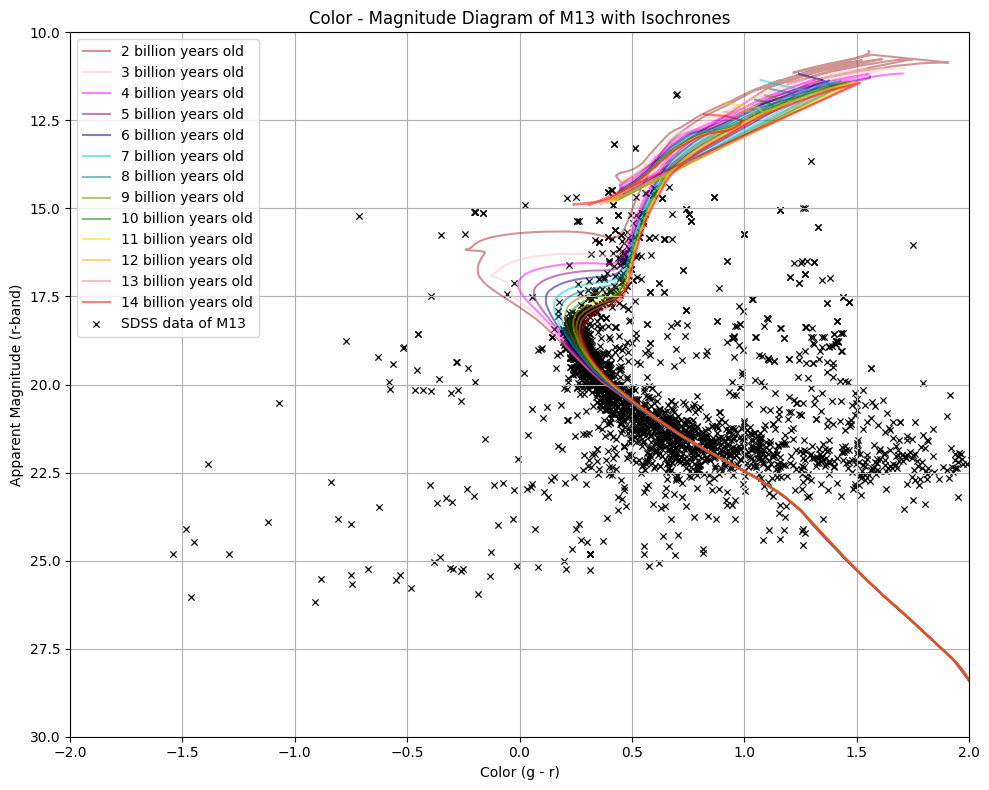 Color - Magnitude Diagram of M13 with Isochrones
10.0
12.5
15.0
17.5
20.0
22.5
25.0
27.5
30.0
Apparent Magnitude (r-band)
2 billion years old
3 billion years old
4 billion years old
5 billion years old
6 billion years old
7 billion years old
8 billion years old
9 billion years old
10 billion years old
11 billion years old
12 billion years old
13 billion years old
14 billion years old
SDSS data of M13
−2.0 −1.5 −1.0 −0.5 0.0 0.5 1.0 1.5 2.0
Color (g - r)